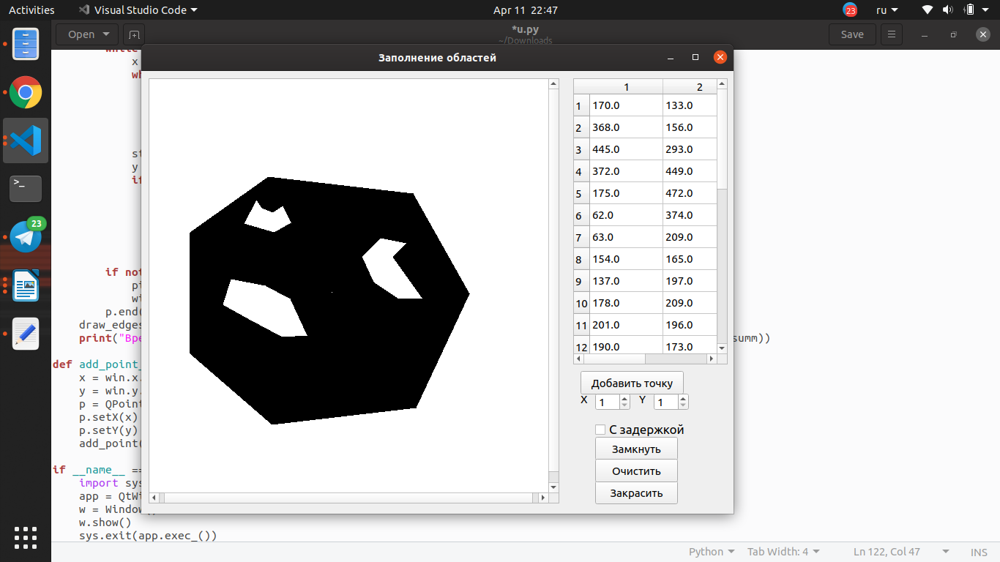 Activities Visual Studio Code Apr 11 22:47 23 ru
Open *u.py Save
~/Downloads
while
x
wh
st
y
if
if not
pi
wi
p.end(
draw_edges
print("Вре summ))
def add_point_
x = win.x.
y = win.y.
p = QPoint
p.setX(x)
p.setY(y)
add_point(
if __name__ ==
import sys
app = QtWi
w = Window
w.show()
sys.exit(app.exec_())
Python Tab Width: 4 Ln 122, Col 47 INS
23
>_
Заполнение областей
1 2
1 170.0 133.0
2 368.0 156.0
3 445.0 293.0
4 372.0 449.0
5 175.0 472.0
6 62.0 374.0
7 63.0 209.0
8 154.0 165.0
9 137.0 197.0
10 178.0 209.0
11 201.0 196.0
12 190.0 173.0
Добавить точку
X 1 Y 1
С задержкой
Замкнуть
Очистить
Закрасить